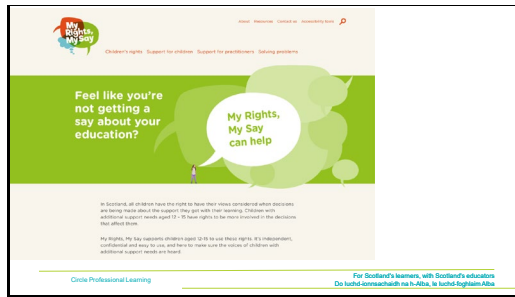 My
Rights,
My Say
About Resources Contact us Accessibility tools
Children's rights Support for children Support for practitioners Solving problems
Feel like you're
not getting a
say about your
education?
My Rights,
My Say
can help
In Scotland, all children have the right to have their views considered when decisions
are being made about the support they get with their learning. Children with
additional support needs aged 12 – 15 have rights to be more involved in the decisions
that affect them.
My Rights, My Say supports children aged 12-15 to use these rights. It's independent,
confidential and easy to use, and here to make sure the voices of children with
additional support needs are heard.
Circle Professional Learning
For Scotland's learners, with Scotland's educators
Do luchd-ionnsachaidh na h-Alba, le luchd-foghlaim Alba